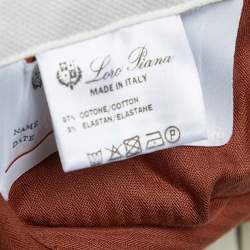 Loro Piana
MADE IN ITALY
97% COTONE/COTTON
3% ELASTAN/ELASTANE
NAME
DATE